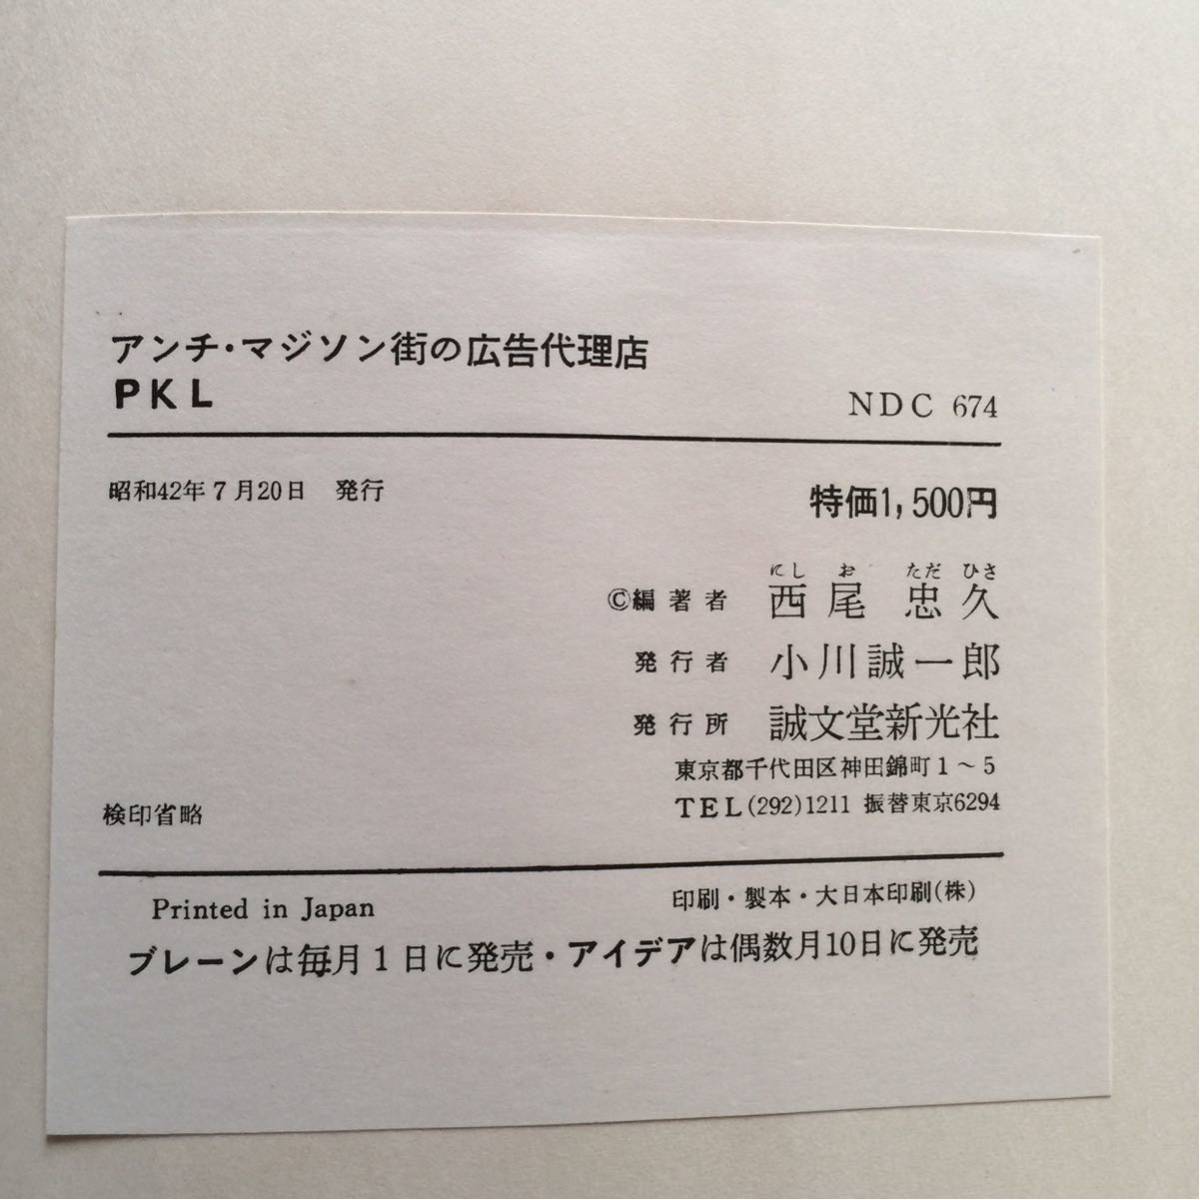 アンチ・マジソン街の広告代理店
PKL
NDC 674
昭和42年7月20日　発行
特価1,500円
にし お ただ ひさ
©編著者 西尾 忠久
発行者 小川誠一郎
発行所 誠文堂新光社
東京都千代田区神田錦町1～5
TEL(292)1211 振替東京6294
検印省略
Printed in Japan
印刷・製本・大日本印刷(株)
ブレーンは毎月1日に発売・アイデアは偶数月10日に発売